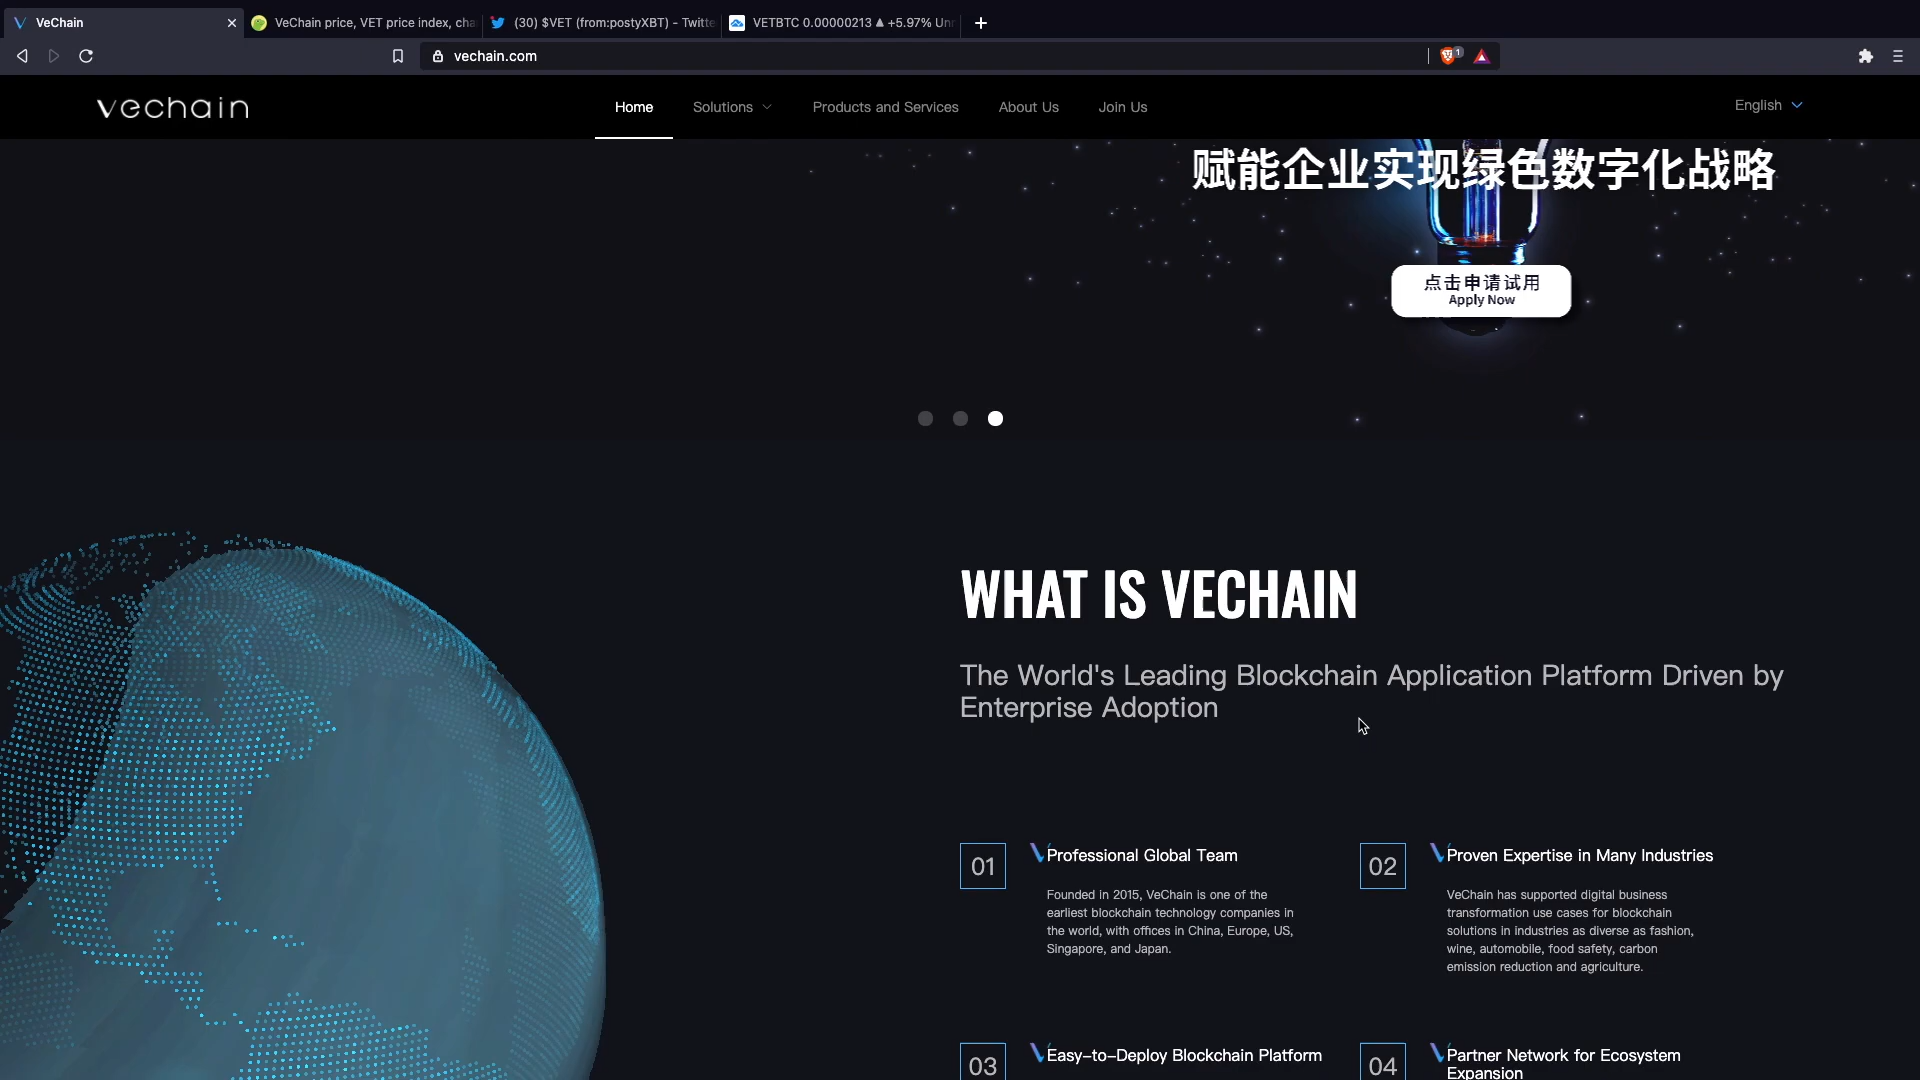 VeChain
VeChain price, VET price index, cha
(30) $VET (from:postyXBT) - Twitte
VETBTC 0.00000213 ▲ +5.97% Unn
vechain.com
1
vechain
Home
Solutions
Products and Services
About Us
Join Us
English
赋能企业实现绿色数字化战略
点击申请试用
Apply Now
WHAT IS VECHAIN
The World's Leading Blockchain Application Platform Driven by
Enterprise Adoption
01
Professional Global Team
Founded in 2015, VeChain is one of the
earliest blockchain technology companies in
the world, with offices in China, Europe, US,
Singapore, and Japan.
02
Proven Expertise in Many Industries
VeChain has supported digital business
transformation use cases for blockchain
solutions in industries as diverse as fashion,
wine, automobile, food safety, carbon
emission reduction and agriculture.
03
Easy-to-Deploy Blockchain Platform
04
Partner Network for Ecosystem
Expansion